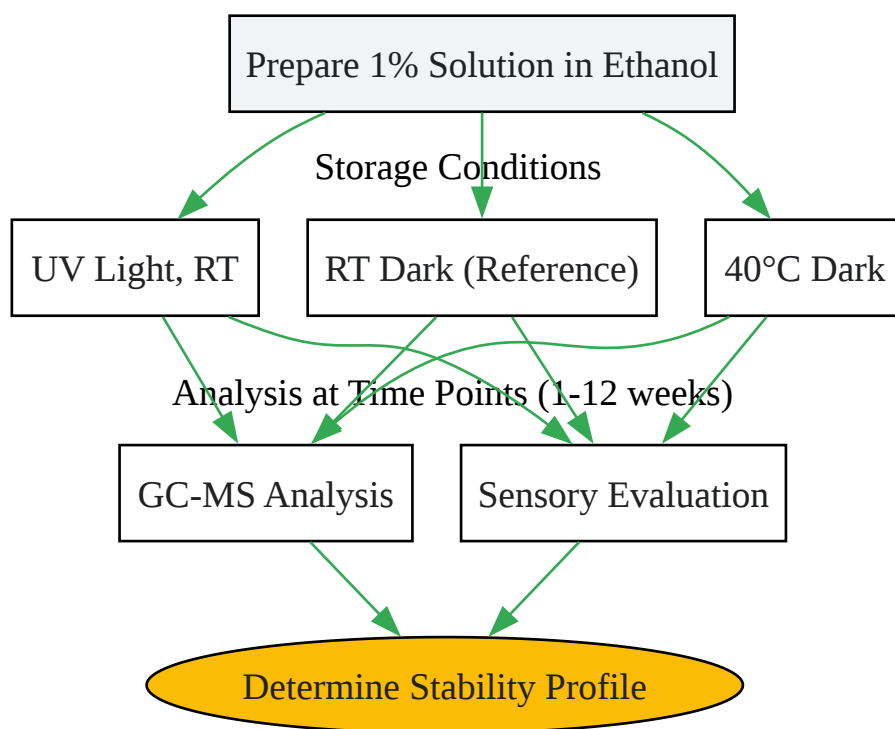 Prepare 1% Solution in Ethanol
Storage Conditions
UV Light, RT
RT Dark (Reference)
40°C Dark
Analysis at Time Points (1-12 weeks)
GC-MS Analysis
Sensory Evaluation
Determine Stability Profile